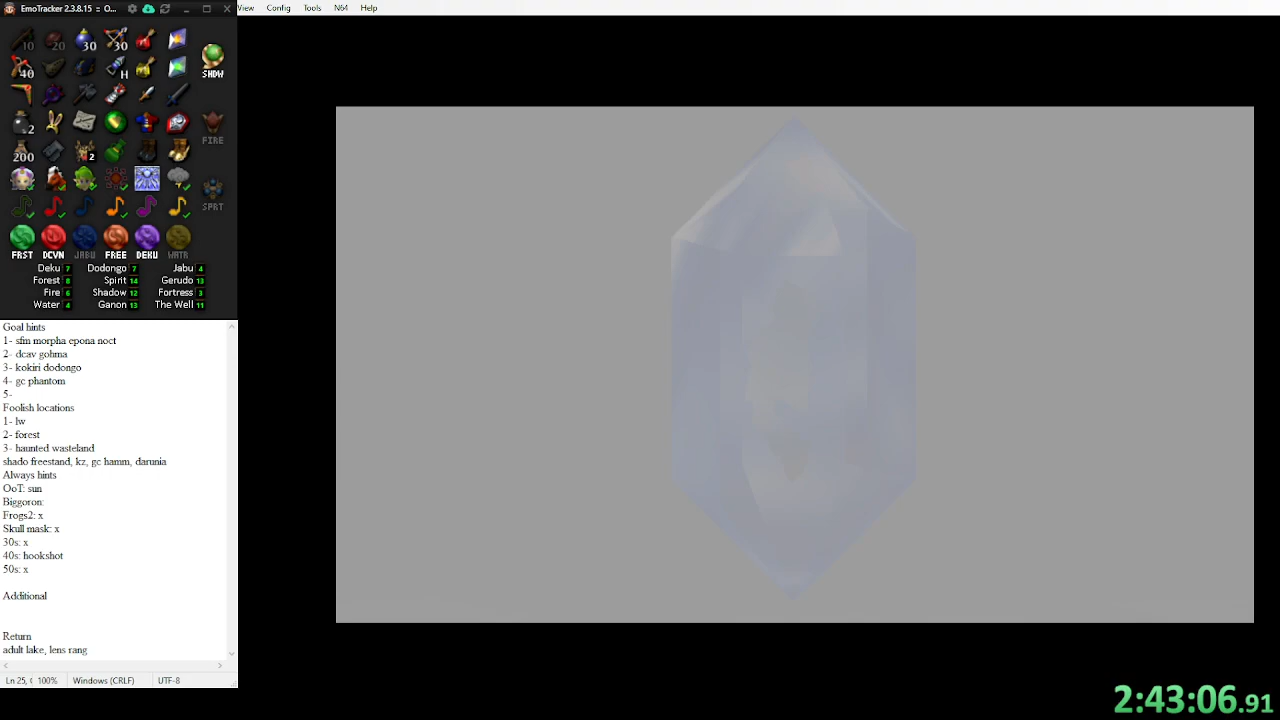 EmoTracker 2.3.8.15 :: O...
View Config Tools N64 Help
10 20 30 30
SHDW
40 H
2
FIRE
200 2
SPRT
FRST DCVN JABU FREE DEKU WATR
Deku 7 Dodongo 7 Jabu 4
Forest 8 Spirit 14 Gerudo 13
Fire 6 Shadow 12 Fortress 3
Water 4 Ganon 13 The Well 11
Goal hints
1- sfm morpha epona noct
2- dcav gohma
3- kokiri dodongo
4- gc phantom
5-
Foolish locations
1- lw
2- forest
3- haunted wasteland
shado freestand, kz, gc hamm, darunia
Always hints
OoT: sun
Biggoron:
Frogs2: x
Skull mask: x
30s: x
40s: hookshot
50s: x
Additional
Return
adult lake, lens rang
Ln 25, 100% Windows (CRLF) UTF-8
2:43:06.91